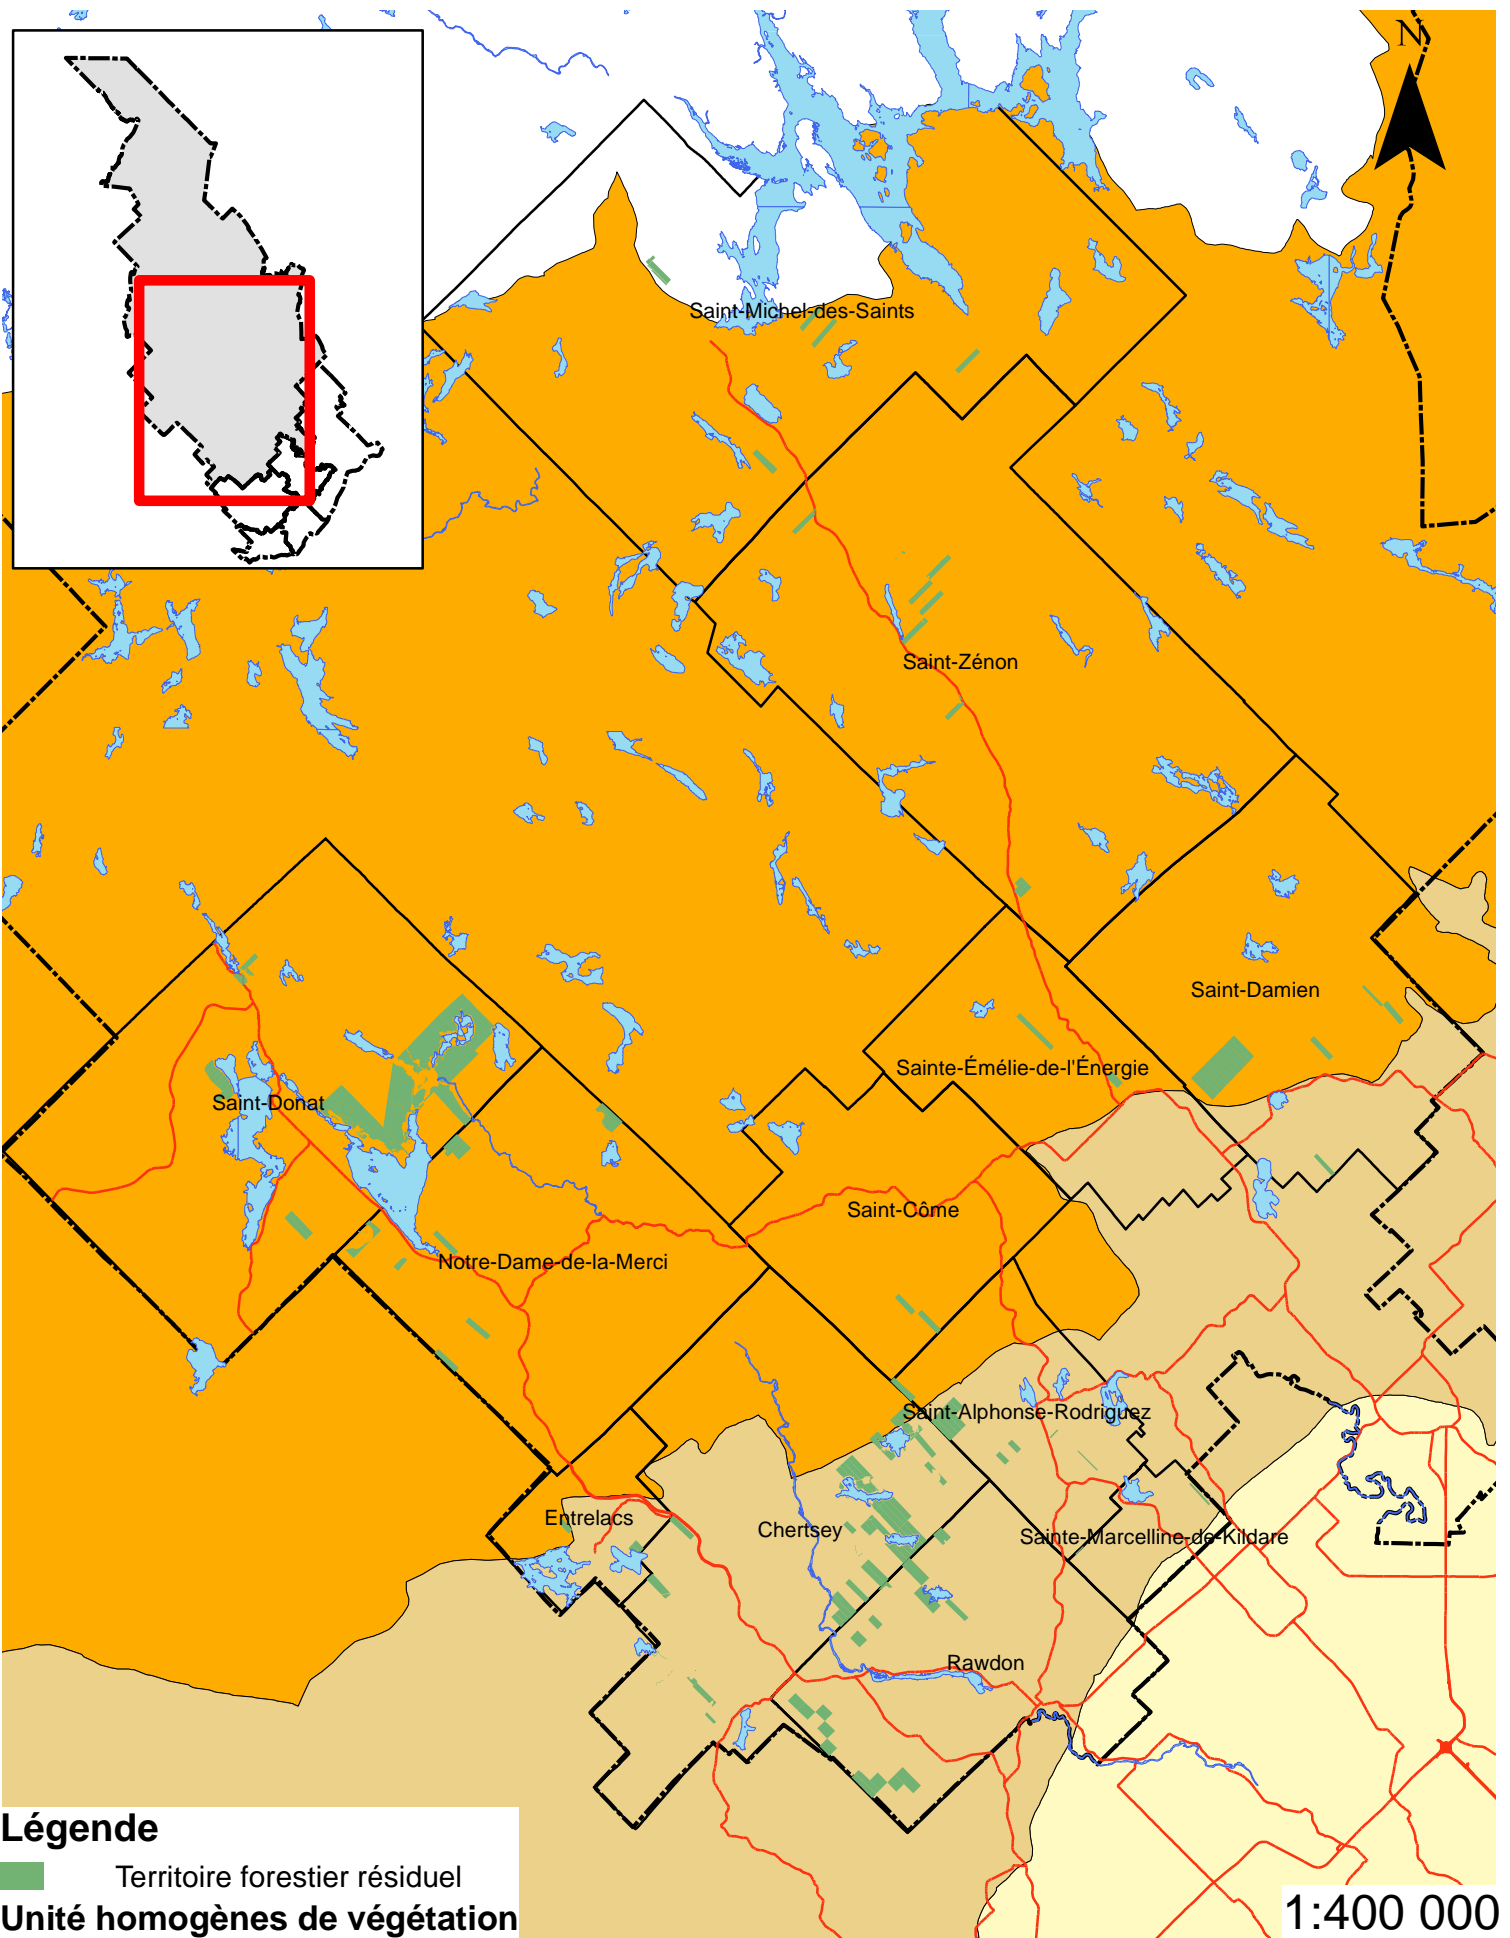 N
Saint-Michel-des-Saints
Saint-Zénon
Saint-Damien
Sainte-Émélie-de-l'Énergie
Saint-Donat
Saint-Côme
Notre-Dame-de-la-Merci
Saint-Alphonse-Rodriguez
Entrelacs
Chertsey
Sainte-Marcelline-de-Kildare
Rawdon
Légende
Territoire forestier résiduel
Unité homogènes de végétation
1:400 000